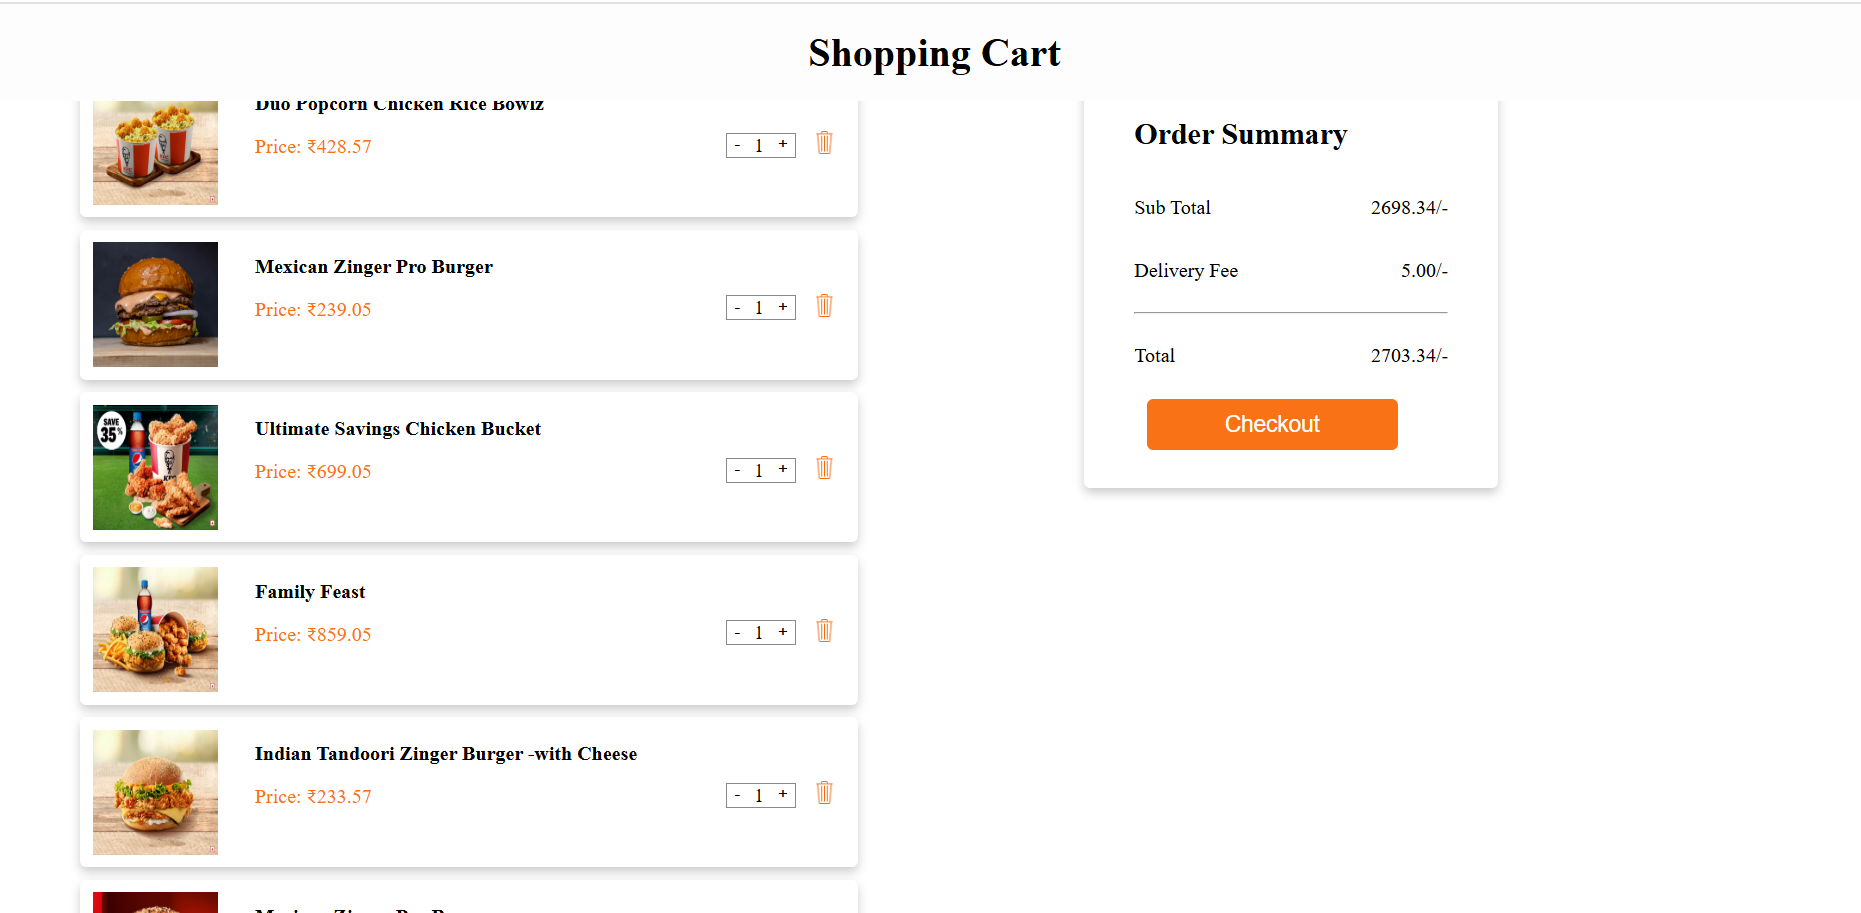 Shopping Cart
Duo Popcorn Chicken Rice Bowlz
Price: ₹428.57
- 1 +
Mexican Zinger Pro Burger
Price: ₹239.05
- 1 +
SAVE
35%
Ultimate Savings Chicken Bucket
Price: ₹699.05
- 1 +
Family Feast
Price: ₹859.05
- 1 +
Indian Tandoori Zinger Burger -with Cheese
Price: ₹233.57
- 1 +
Order Summary
Sub Total 2698.34/-
Delivery Fee 5.00/-
Total 2703.34/-
Checkout